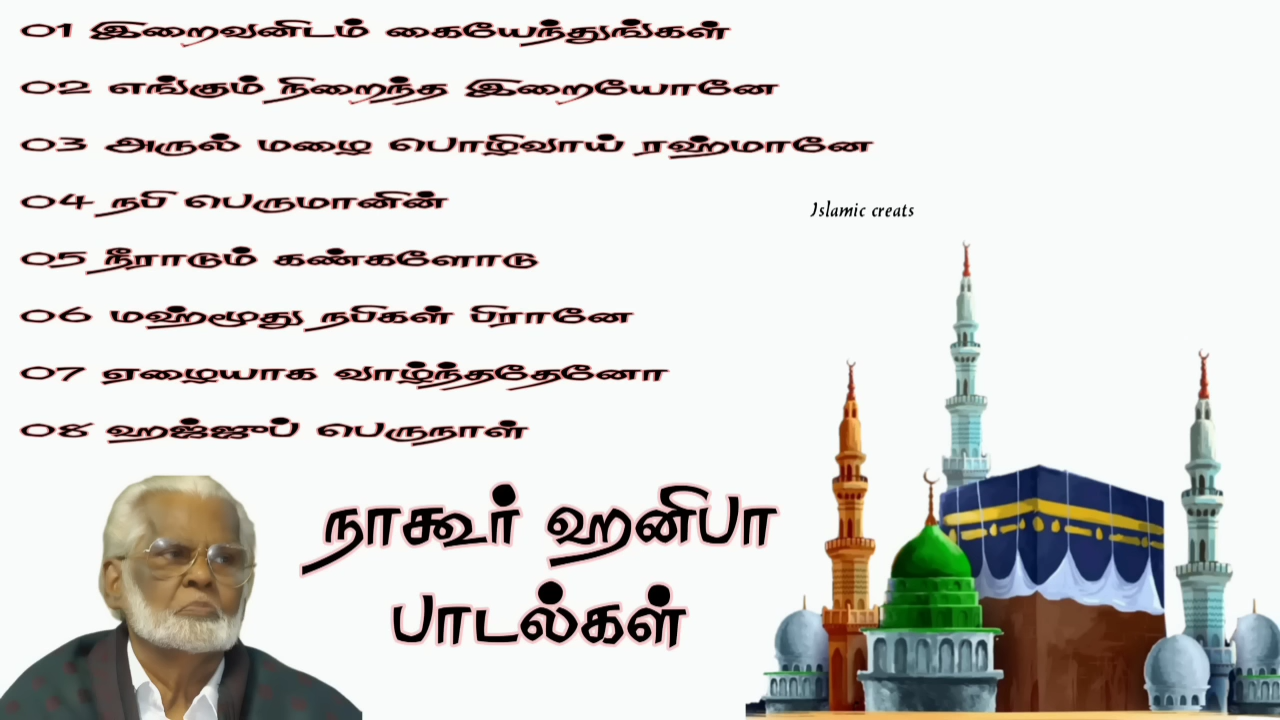 01 இறைவனிடம் கையேந்துங்கள்
02 எங்கும் நிறைந்த இறையோனே
03 அருல் மழை பொழிவாய் ரஹ்மானே
04 நபி பெருமானின்
05 நீராடும் கண்களோடு
06 மஹ்மூது நபிகள் பிரானே
07 ஏழையாக வாழ்ந்ததேனோ
08 ஹஜ்ஜுப் பெருநாள்
Islamic creats
நாகூர் ஹனிபா
பாடல்கள்